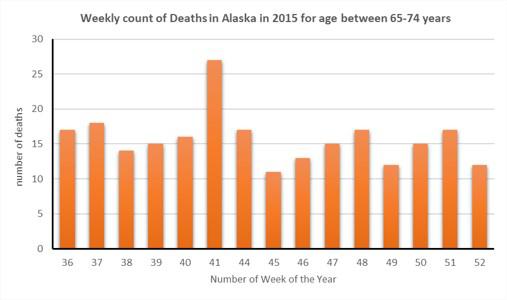 Weekly count of Deaths in Alaska in 2015 for age between 65-74 years
30
25
20
15
10
5
0
number of deaths
36 37 38 39 40 41 44 45 46 47 48 49 50 51 52
Number of Week of the Year